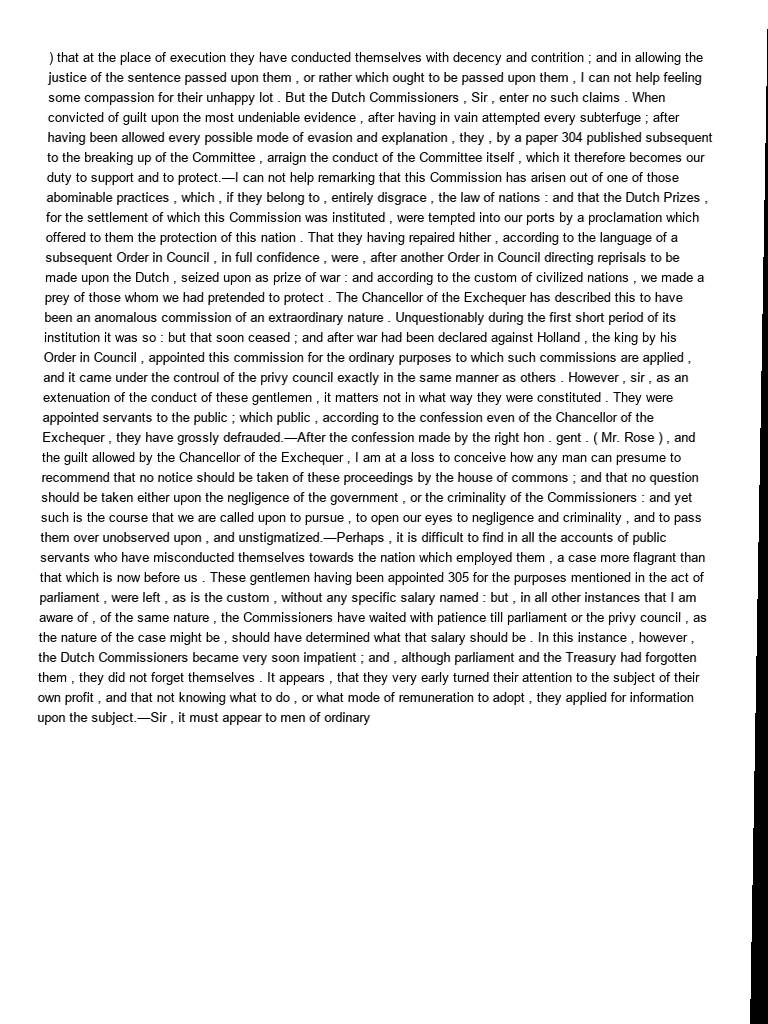 ) that at the place of execution they have conducted themselves with decency and contrition ; and in allowing the
justice of the sentence passed upon them , or rather which ought to be passed upon them , I can not help feeling
some compassion for their unhappy lot . But the Dutch Commissioners , Sir , enter no such claims . When
convicted of guilt upon the most undeniable evidence , after having in vain attempted every subterfuge ; after
having been allowed every possible mode of evasion and explanation , they , by a paper 304 published subsequent
to the breaking up of the Committee , arraign the conduct of the Committee itself , which it therefore becomes our
duty to support and to protect.—I can not help remarking that this Commission has arisen out of one of those
abominable practices , which , if they belong to , entirely disgrace , the law of nations : and that the Dutch Prizes ,
for the settlement of which this Commission was instituted , were tempted into our ports by a proclamation which
offered to them the protection of this nation . That they having repaired hither , according to the language of a
subsequent Order in Council , in full confidence , were , after another Order in Council directing reprisals to be
made upon the Dutch , seized upon as prize of war : and according to the custom of civilized nations , we made a
prey of those whom we had pretended to protect . The Chancellor of the Exchequer has described this to have
been an anomalous commission of an extraordinary nature . Unquestionably during the first short period of its
institution it was so : but that soon ceased ; and after war had been declared against Holland , the king by his
Order in Council , appointed this commission for the ordinary purposes to which such commissions are applied ,
and it came under the controul of the privy council exactly in the same manner as others . However , sir , as an
extenuation of the conduct of these gentlemen , it matters not in what way they were constituted . They were
appointed servants to the public ; which public , according to the confession even of the Chancellor of the
Exchequer , they have grossly defrauded.—After the confession made by the right hon . gent . ( Mr. Rose ) , and
the guilt allowed by the Chancellor of the Exchequer , I am at a loss to conceive how any man can presume to
recommend that no notice should be taken of these proceedings by the house of commons ; and that no question
should be taken either upon the negligence of the government , or the criminality of the Commissioners : and yet
such is the course that we are called upon to pursue , to open our eyes to negligence and criminality , and to pass
them over unobserved upon , and unstigmatized.—Perhaps , it is difficult to find in all the accounts of public
servants who have misconducted themselves towards the nation which employed them , a case more flagrant than
that which is now before us . These gentlemen having been appointed 305 for the purposes mentioned in the act of
parliament , were left , as is the custom , without any specific salary named : but , in all other instances that I am
aware of , of the same nature , the Commissioners have waited with patience till parliament or the privy council , as
the nature of the case might be , should have determined what that salary should be . In this instance , however ,
the Dutch Commissioners became very soon impatient ; and , although parliament and the Treasury had forgotten
them , they did not forget themselves . It appears , that they very early turned their attention to the subject of their
own profit , and that not knowing what to do , or what mode of remuneration to adopt , they applied for information
upon the subject.—Sir , it must appear to men of ordinary